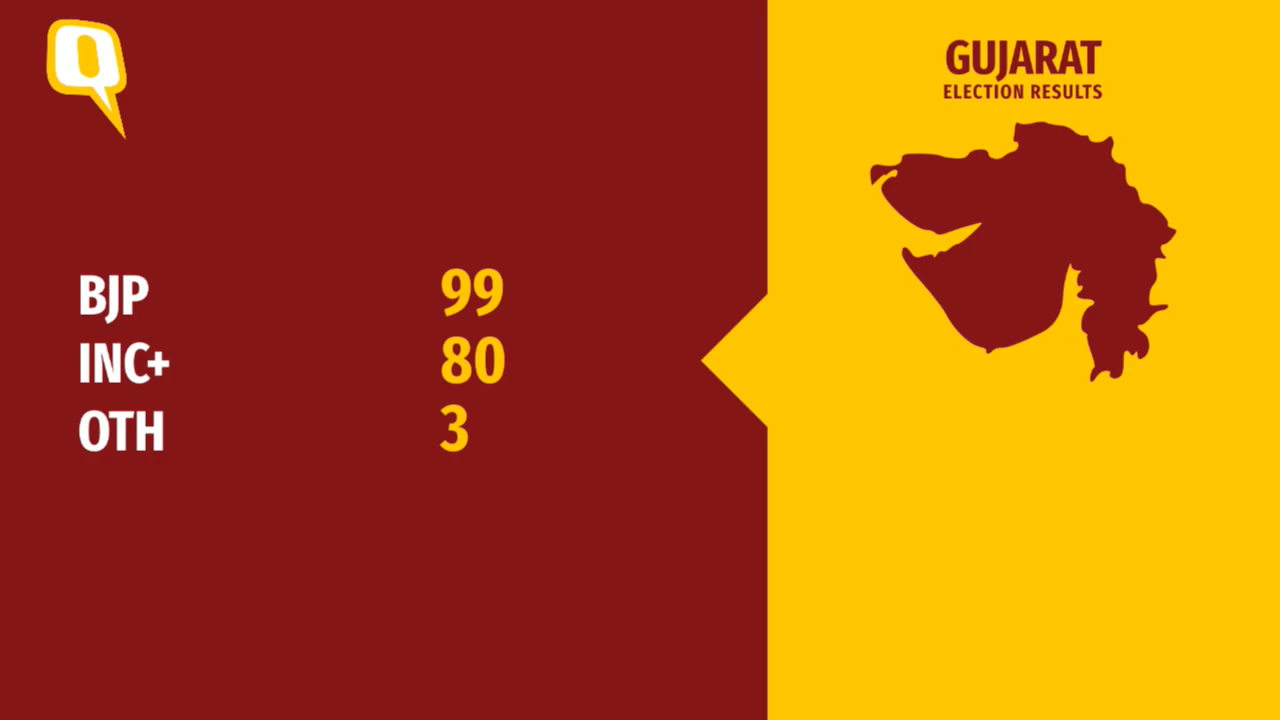 GUJARAT
ELECTION RESULTS
BJP 99
INC+ 80
OTH 3